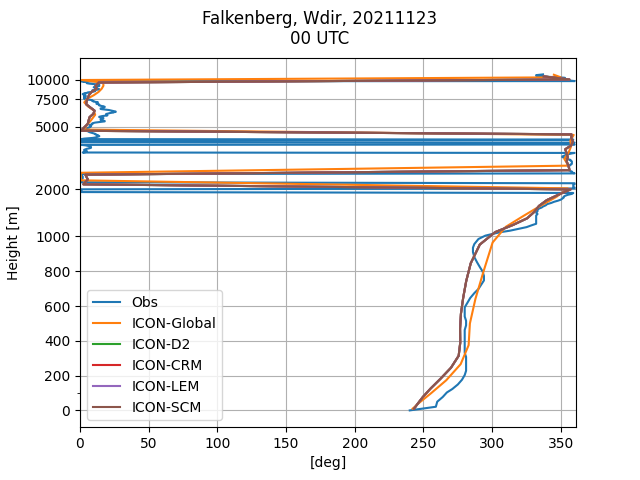 Falkenberg, Wdir, 20211123
00 UTC
Height [m]
10000
7500
5000
2000
1000
800
600
400
200
0
Obs
ICON-Global
ICON-D2
ICON-CRM
ICON-LEM
ICON-SCM
0 50 100 150 200 250 300 350
[deg]